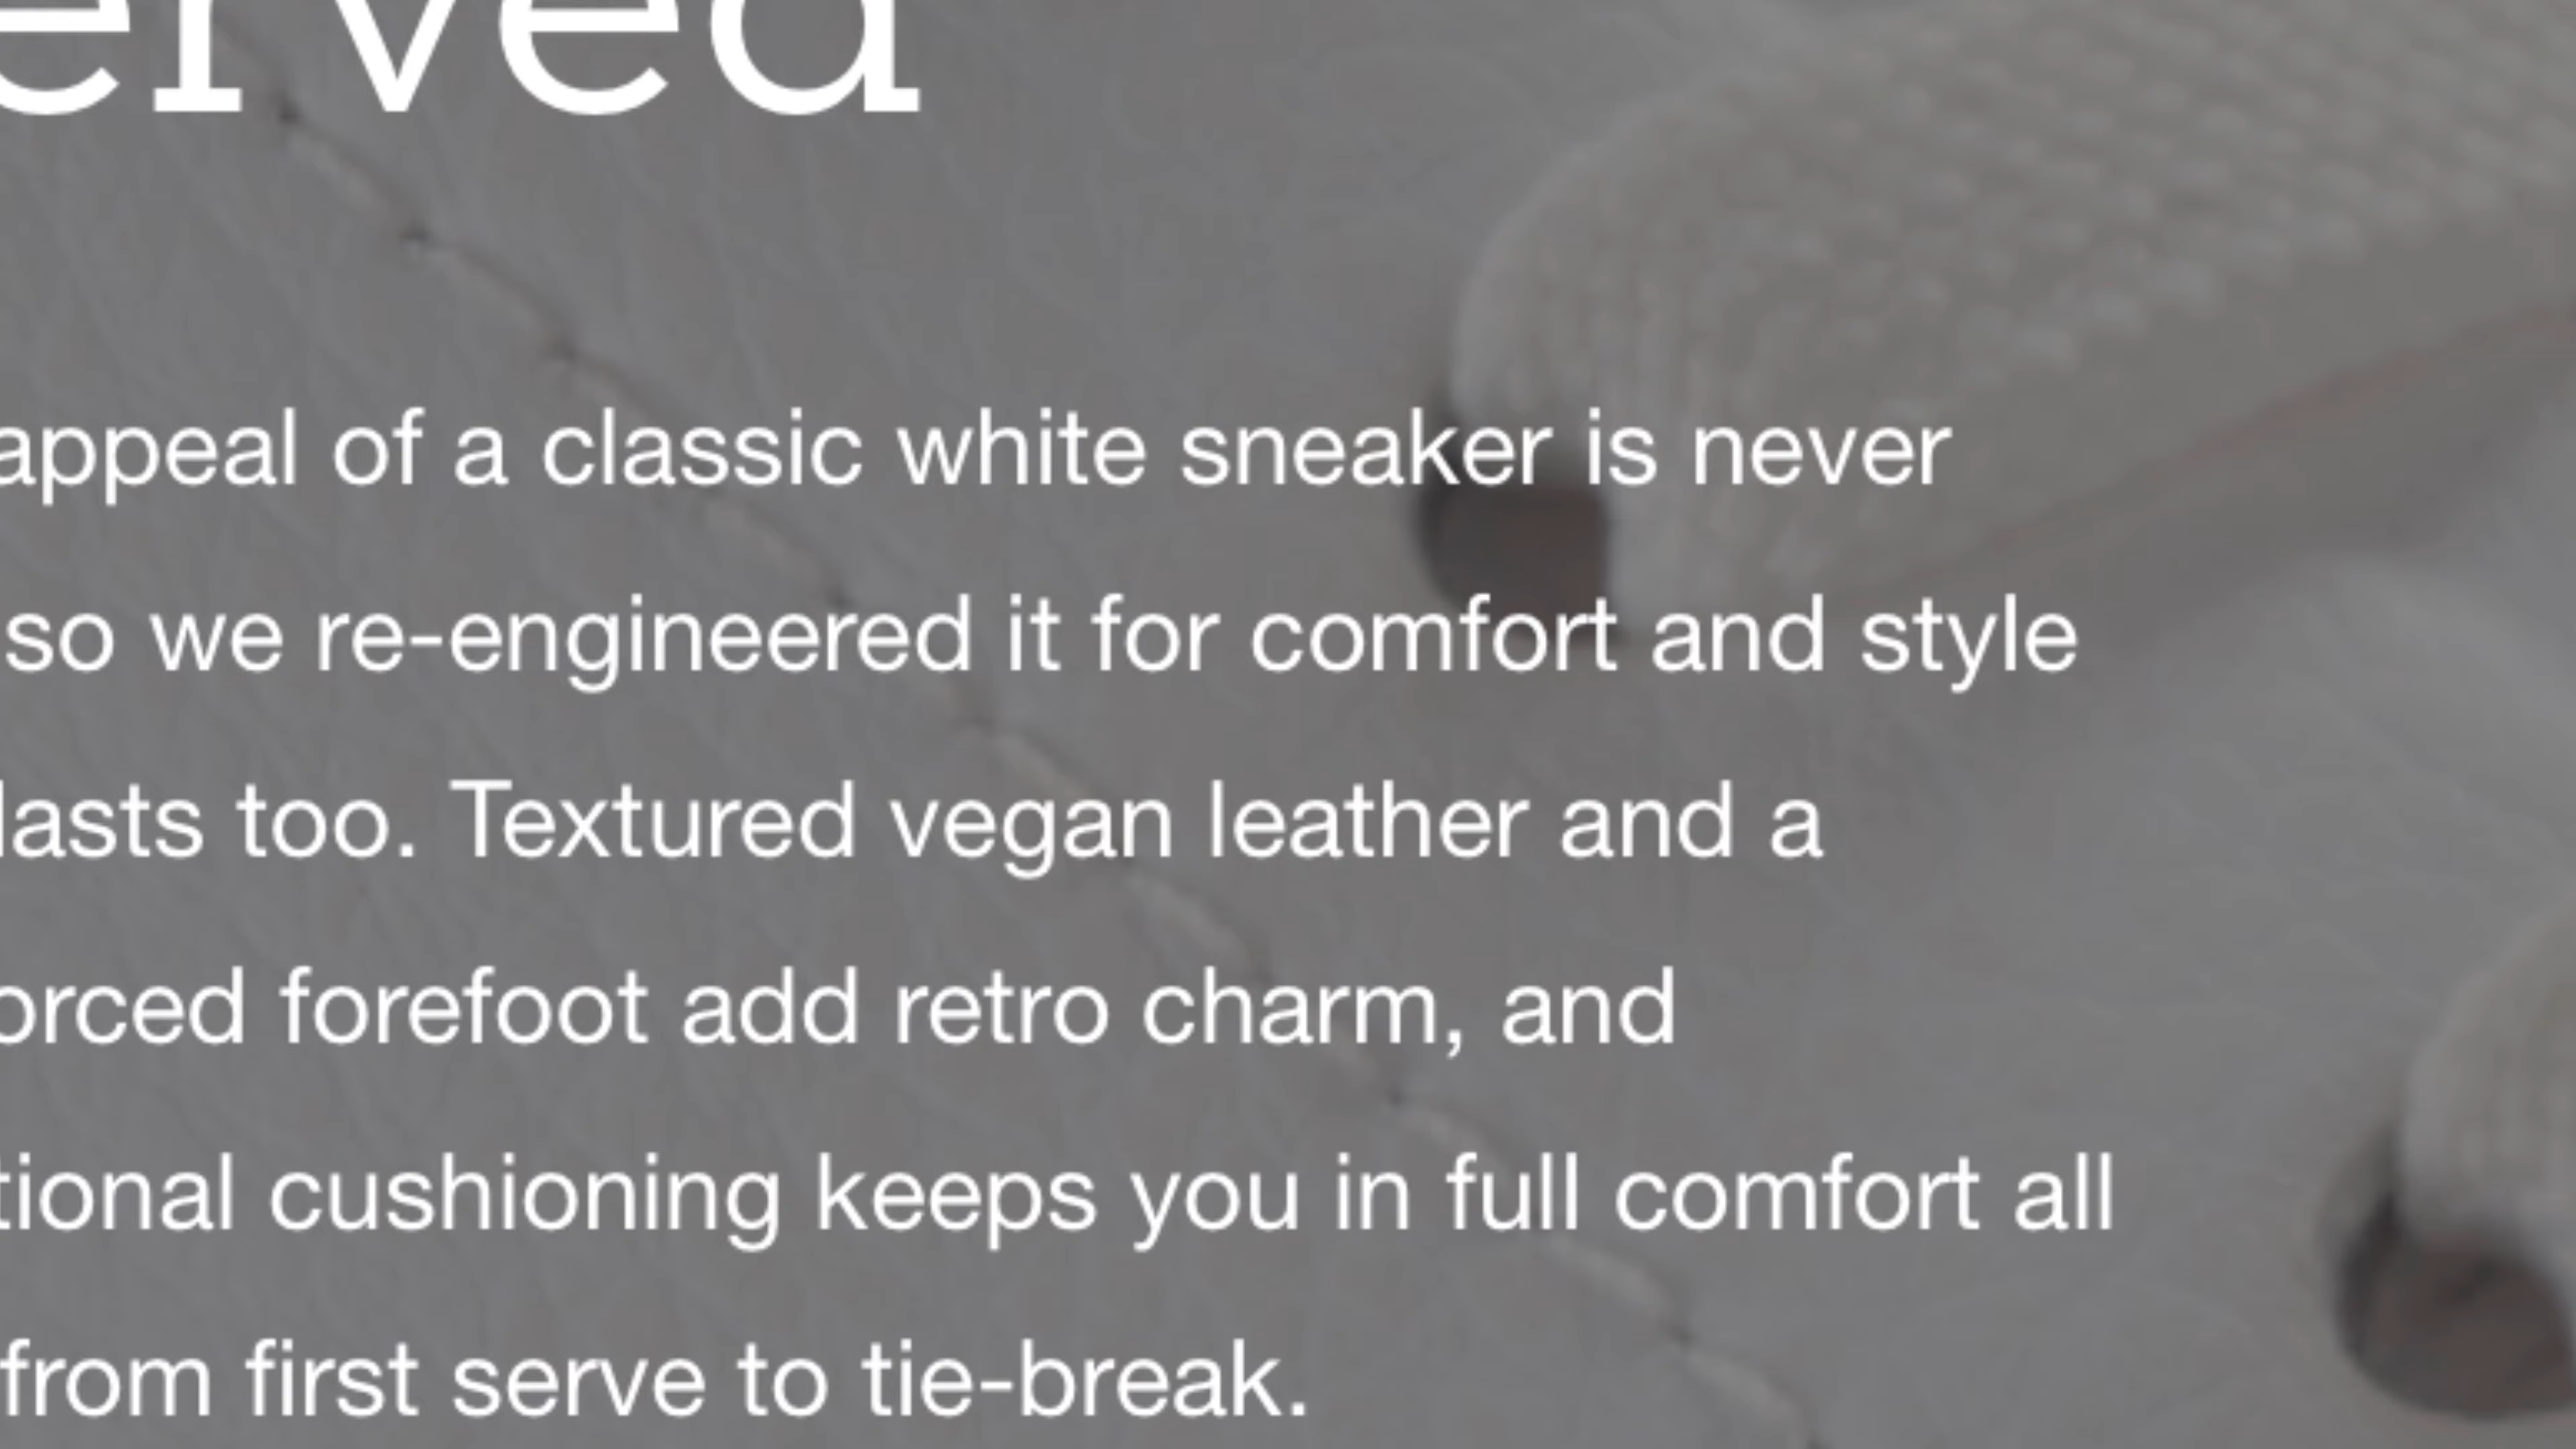 erved
appeal of a classic white sneaker is never
so we re-engineered it for comfort and style
lasts too. Textured vegan leather and a
orced forefoot add retro charm, and
tional cushioning keeps you in full comfort all
from first serve to tie-break.